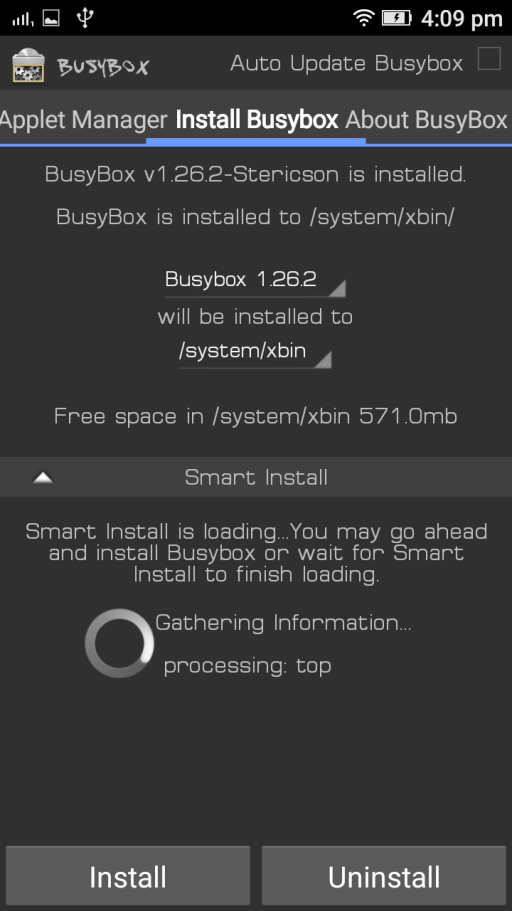 4:09 pm
BUSYBOX
Auto Update Busybox
Applet Manager Install Busybox About BusyBox
BusyBox v1.26.2-Stericson is installed.
BusyBox is installed to /system/xbin/
Busybox 1.26.2
will be installed to
/system/xbin
Free space in /system/xbin 571.0mb
Smart Install
Smart Install is loading...You may go ahead
and install Busybox or wait for Smart
Install to finish loading.
Gathering Information...
processing: top
Install
Uninstall